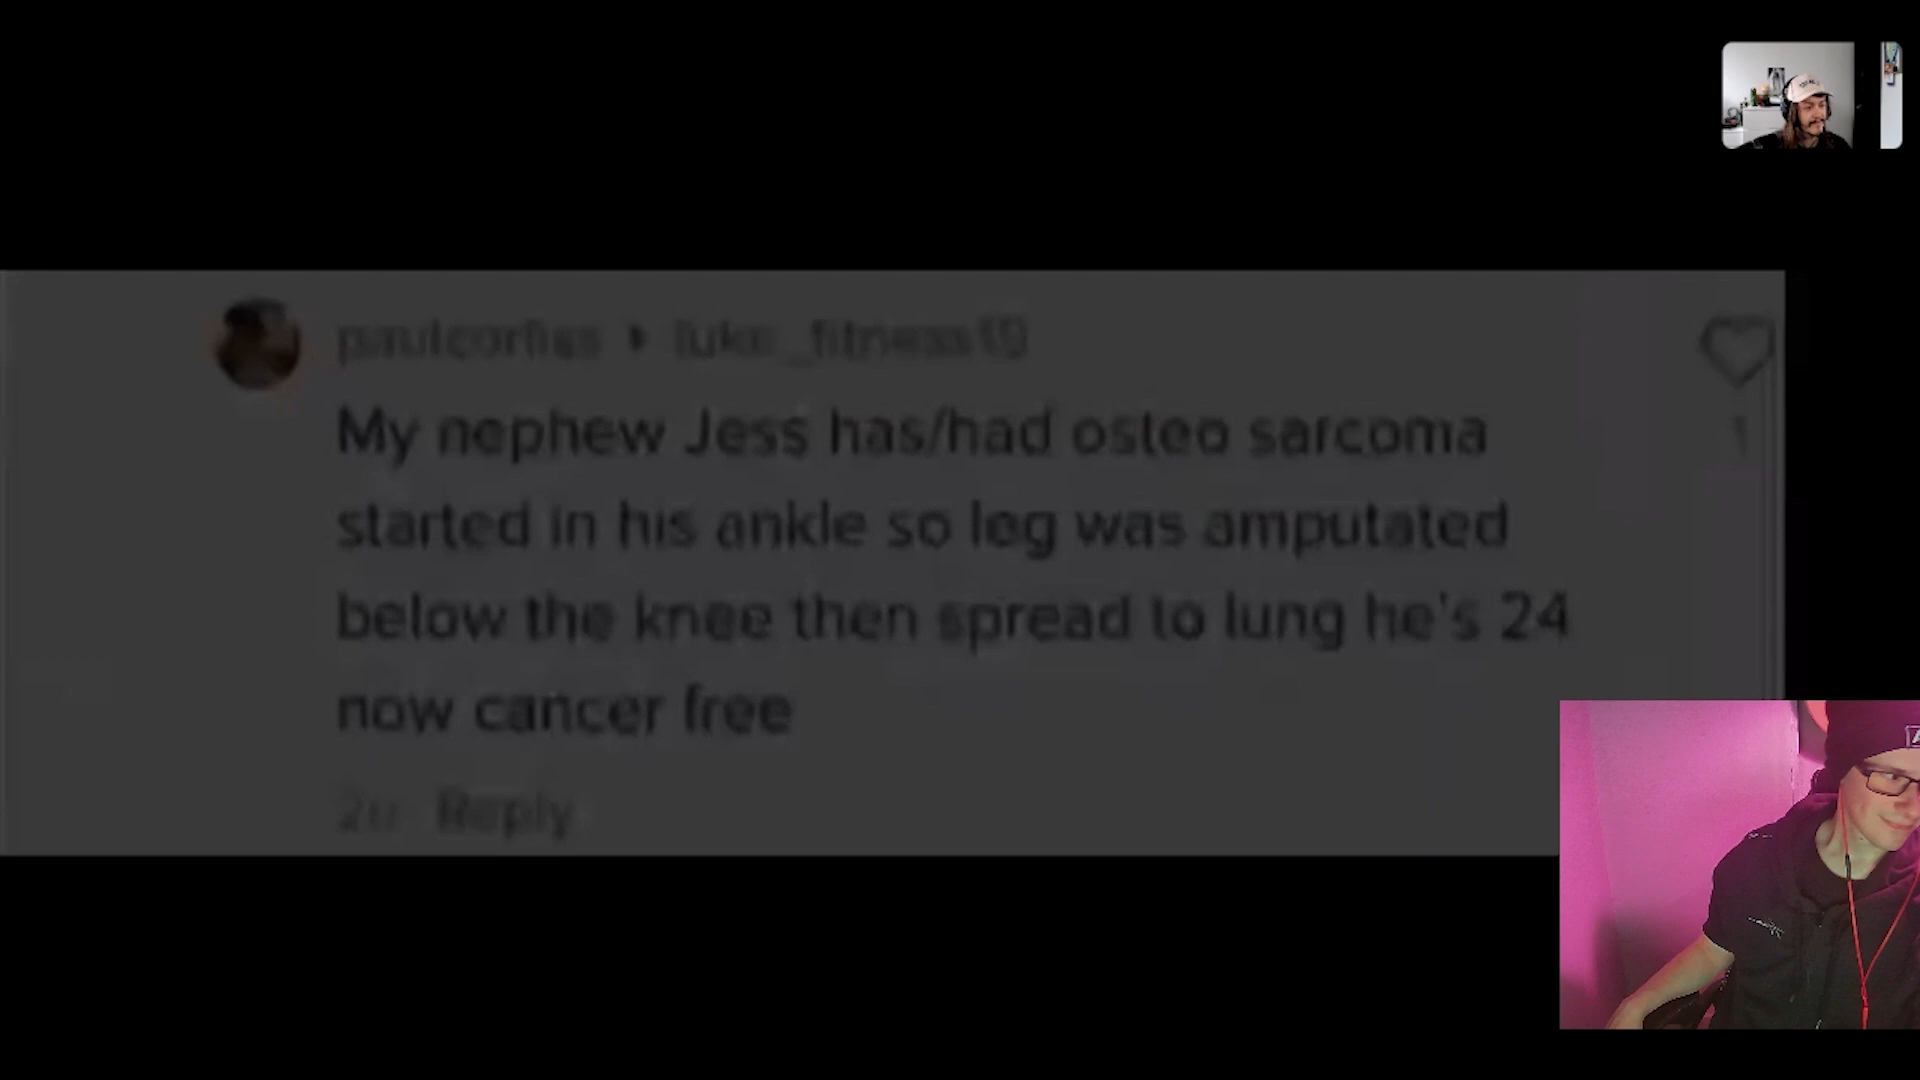 My nephew Jess has/had osteo sarcoma
started in his ankle so leg was amputated
below the knee then spread to lung he's 24
now cancer free
Reply